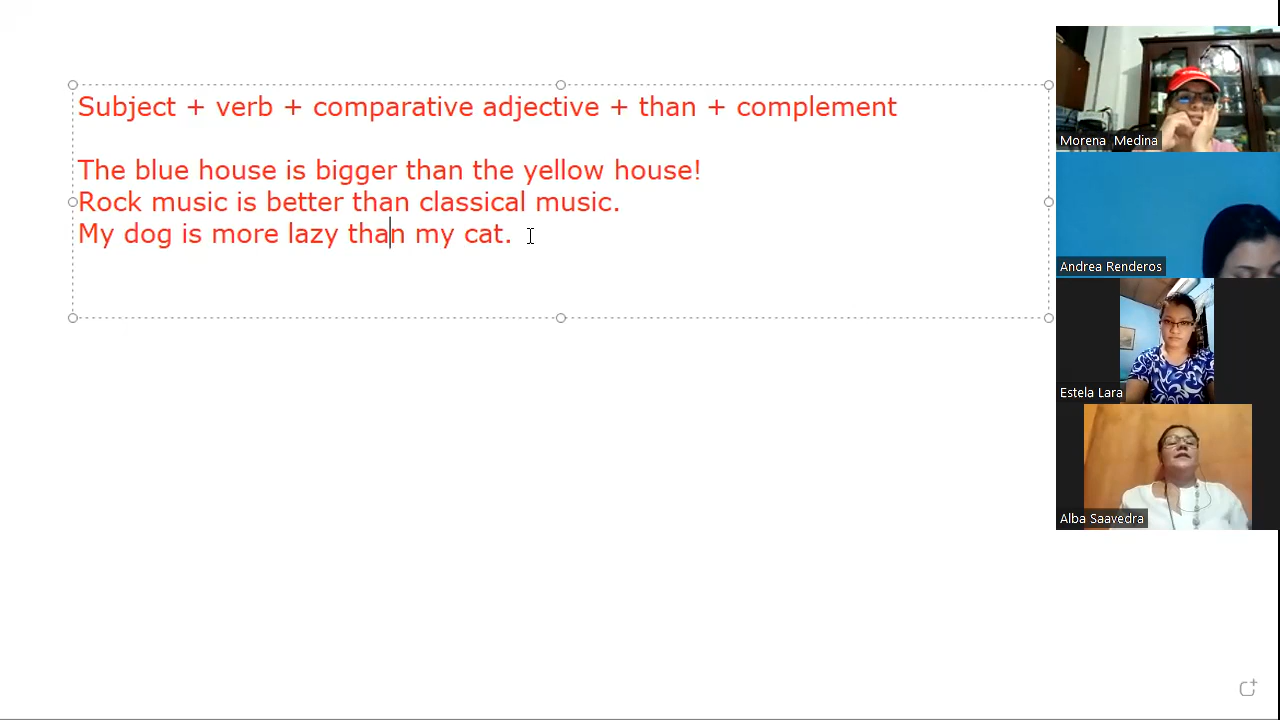 Subject + verb + comparative adjective + than + complement
The blue house is bigger than the yellow house!
Rock music is better than classical music.
My dog is more lazy than my cat.
Morena Medina
Andrea Renderos
Estela Lara
Alba Saavedra